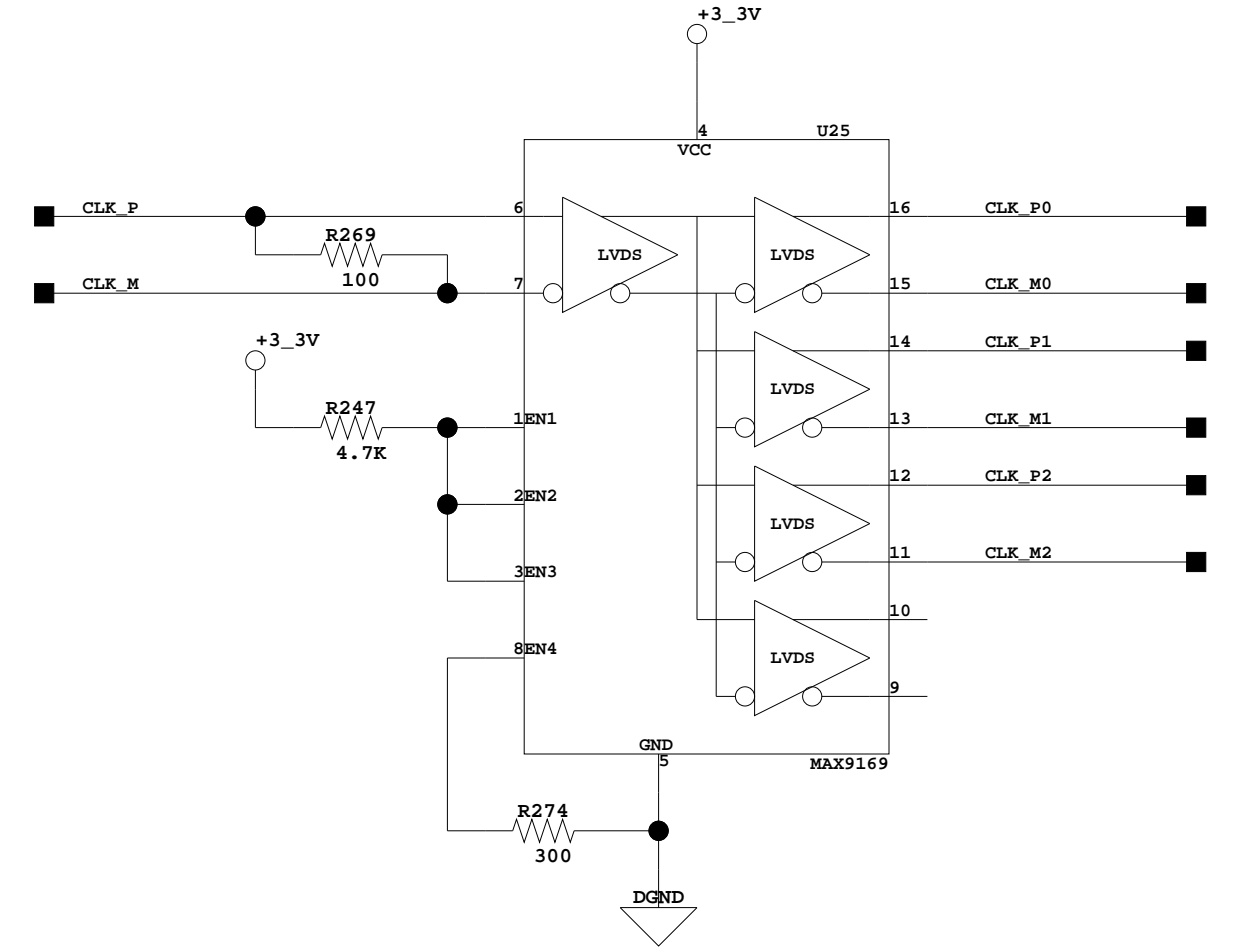 +3_3V
4
U25
VCC
CLK_P
6
16
CLK_P0
R269
LVDS
LVDS
100
CLK_M
7
15
CLK_M0
+3_3V
14
CLK_P1
LVDS
R247
1EN1
13
CLK_M1
4.7K
12
CLK_P2
2EN2
LVDS
3EN3
11
CLK_M2
10
8EN4
LVDS
9
GND
5
MAX9169
R274
300
DGND